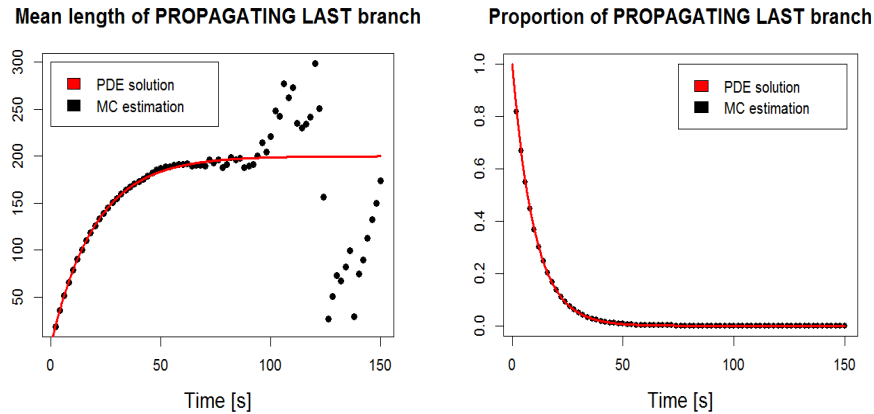 Mean length of PROPAGATING LAST branch
PDE solution
MC estimation
300
250
200
150
100
50
0
50
100
150
Time [s]
Proportion of PROPAGATING LAST branch
PDE solution
MC estimation
1.0
0.8
0.6
0.4
0.2
0.0
0
50
100
150
Time [s]